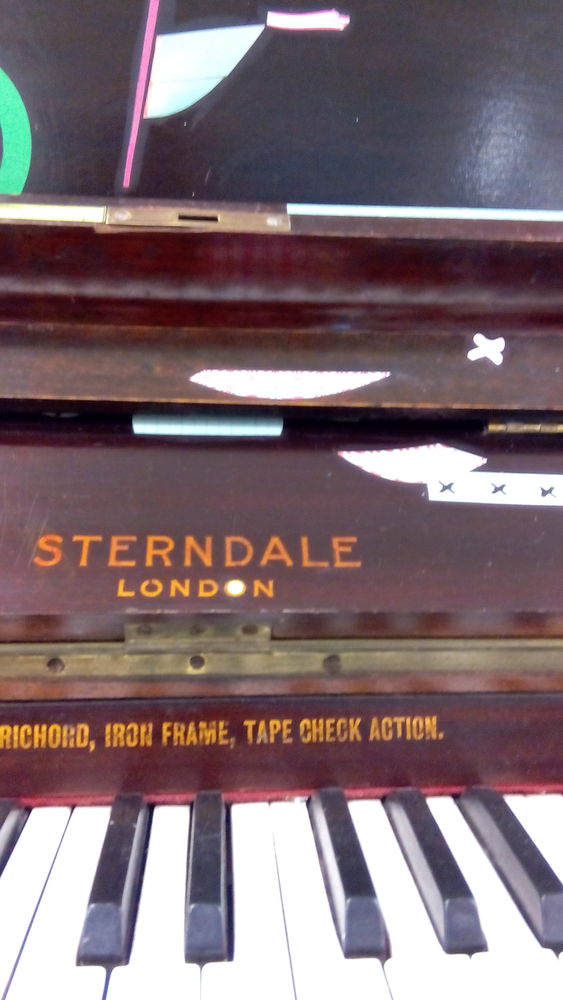 STERNDALE
LONDON
RICHORD, IRON FRAME, TAPE CHECK ACTION.